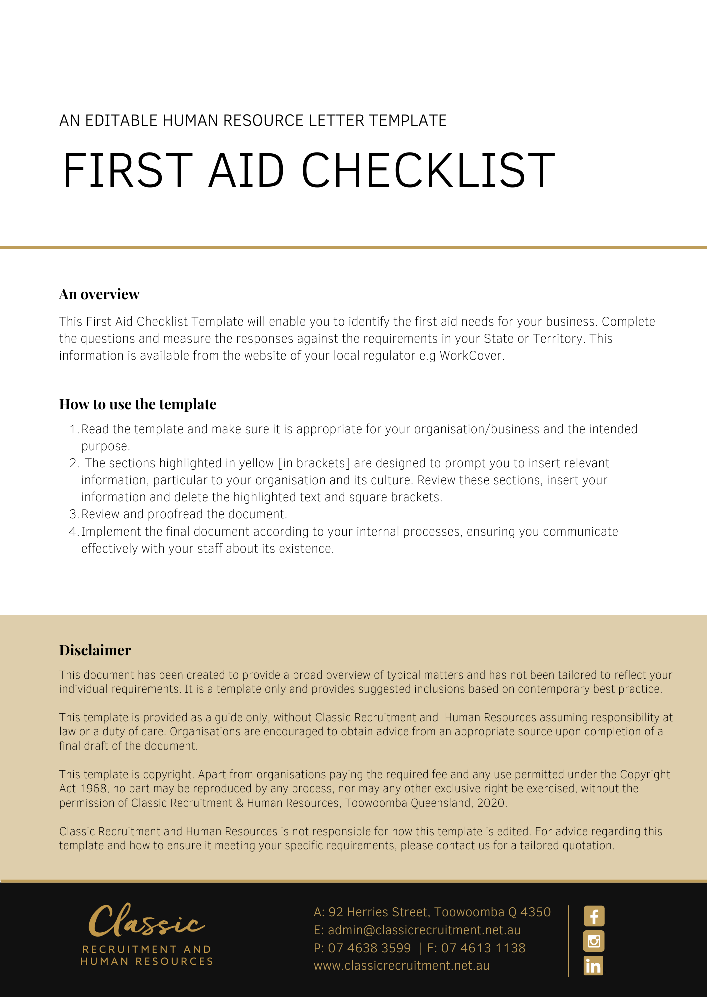 AN EDITABLE HUMAN RESOURCE LETTER TEMPLATE
FIRST AID CHECKLIST
An overview
This First Aid Checklist Template will enable you to identify the first aid needs for your business. Complete
the questions and measure the responses against the requirements in your State or Territory. This
information is available from the website of your local regulator e.g WorkCover.
How to use the template
1. Read the template and make sure it is appropriate for your organisation/business and the intended
purpose.
2. The sections highlighted in yellow [in brackets] are designed to prompt you to insert relevant
information, particular to your organisation and its culture. Review these sections, insert your
information and delete the highlighted text and square brackets.
3. Review and proofread the document.
4. Implement the final document according to your internal processes, ensuring you communicate
effectively with your staff about its existence.
Disclaimer
This document has been created to provide a broad overview of typical matters and has not been tailored to reflect your
individual requirements. It is a template only and provides suggested inclusions based on contemporary best practice.
This template is provided as a guide only, without Classic Recruitment and Human Resources assuming responsibility at
law or a duty of care. Organisations are encouraged to obtain advice from an appropriate source upon completion of a
final draft of the document.
This template is copyright. Apart from organisations paying the required fee and any use permitted under the Copyright
Act 1968, no part may be reproduced by any process, nor may any other exclusive right be exercised, without the
permission of Classic Recruitment & Human Resources, Toowoomba Queensland, 2020.
Classic Recruitment and Human Resources is not responsible for how this template is edited. For advice regarding this
template and how to ensure it meeting your specific requirements, please contact us for a tailored quotation.
Classic
RECRUITMENT AND
HUMAN RESOURCES
A: 92 Herries Street, Toowoomba Q 4350
E: admin@classicrecruitment.net.au
P: 07 4638 3599 | F: 07 4613 1138
www.classicrecruitment.net.au
f
in